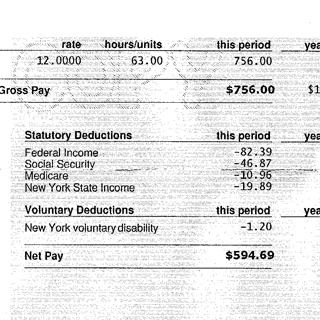 rate hours/units this period yea
12.0000 63.00 756.00
Gross Pay $756.00 $1
Statutory Deductions this period yea
Federal Income -82.39
Social Security -46.87
Medicare -10.96
New York State Income -19.89
Voluntary Deductions this period yea
New York voluntary disability -1.20
Net Pay $594.69